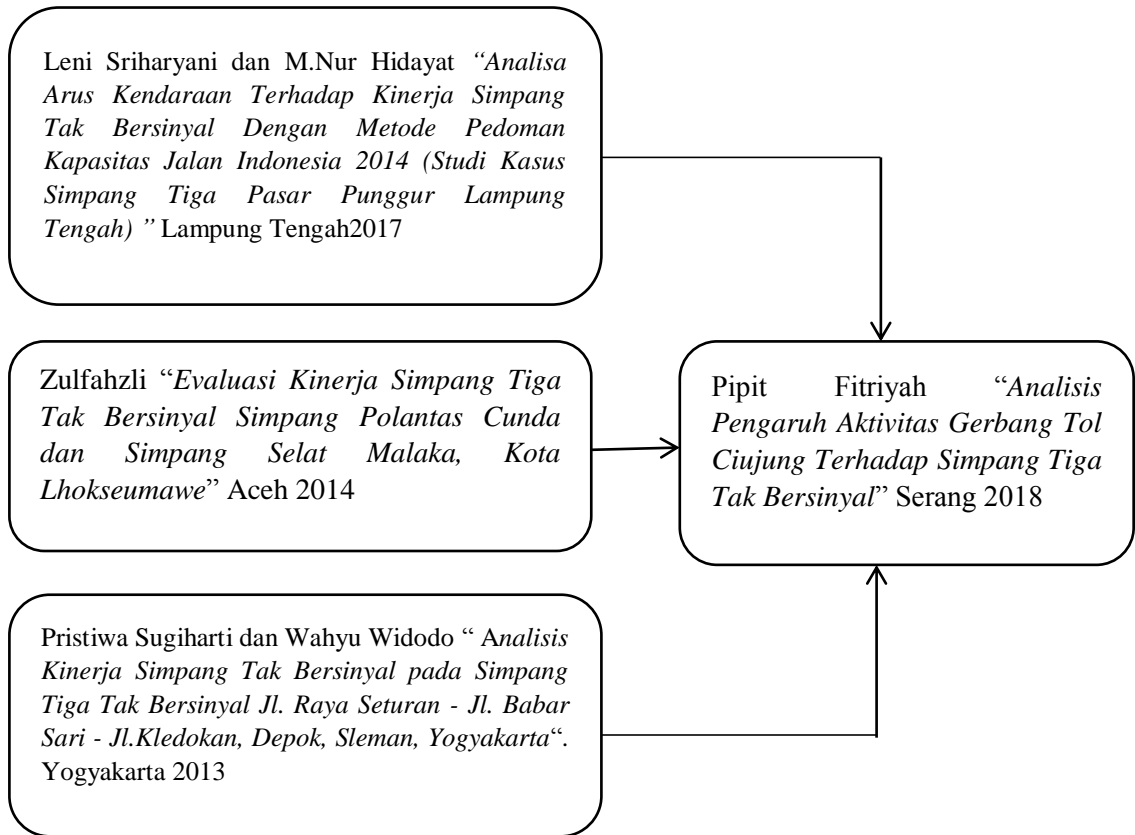 Leni Sriharyani dan M.Nur Hidayat “Analisa
Arus Kendaraan Terhadap Kinerja Simpang
Tak Bersinyal Dengan Metode Pedoman
Kapasitas Jalan Indonesia 2014 (Studi Kasus
Simpang Tiga Pasar Punggur Lampung
Tengah) ” Lampung Tengah2017
Zulfahzli “Evaluasi Kinerja Simpang Tiga
Tak Bersinyal Simpang Polantas Cunda
dan Simpang Selat Malaka, Kota
Lhokseumawe” Aceh 2014
Pipit Fitriyah “Analisis
Pengaruh Aktivitas Gerbang Tol
Ciujung Terhadap Simpang Tiga
Tak Bersinyal” Serang 2018
Pristiwa Sugiharti dan Wahyu Widodo “ Analisis
Kinerja Simpang Tak Bersinyal pada Simpang
Tiga Tak Bersinyal Jl. Raya Seturan - Jl. Babar
Sari - Jl.Kledokan, Depok, Sleman, Yogyakarta“.
Yogyakarta 2013